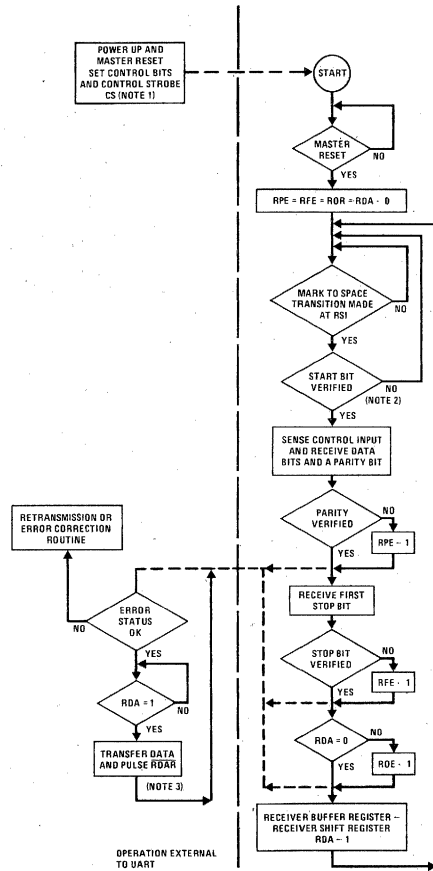 POWER UP AND
MASTER RESET
SET CONTROL BITS
AND CONTROL STROBE
CS (NOTE 1)
START
MASTER
RESET
NO
YES
RPE = RFE = ROR = RDA - 0
MARK TO SPACE
TRANSITION MADE
AT RSI
NO
YES
START BIT
VERIFIED
NO
(NOTE 2)
YES
SENSE CONTROL INPUT
AND RECEIVE DATA
BITS AND A PARITY BIT
PARITY
VERIFIED
NO
RPE - 1
YES
RETRANSMISSION OR
ERROR CORRECTION
ROUTINE
RECEIVE FIRST
STOP BIT
ERROR
STATUS
OK
NO
YES
STOP BIT
VERIFIED
NO
RFE - 1
YES
RDA = 1
NO
YES
RDA = 0
NO
ROE - 1
YES
TRANSFER DATA
AND PULSE RDAR
(NOTE 3)
RECEIVER BUFFER REGISTER -
RECEIVER SHIFT REGISTER
RDA - 1
OPERATION EXTERNAL
TO UART